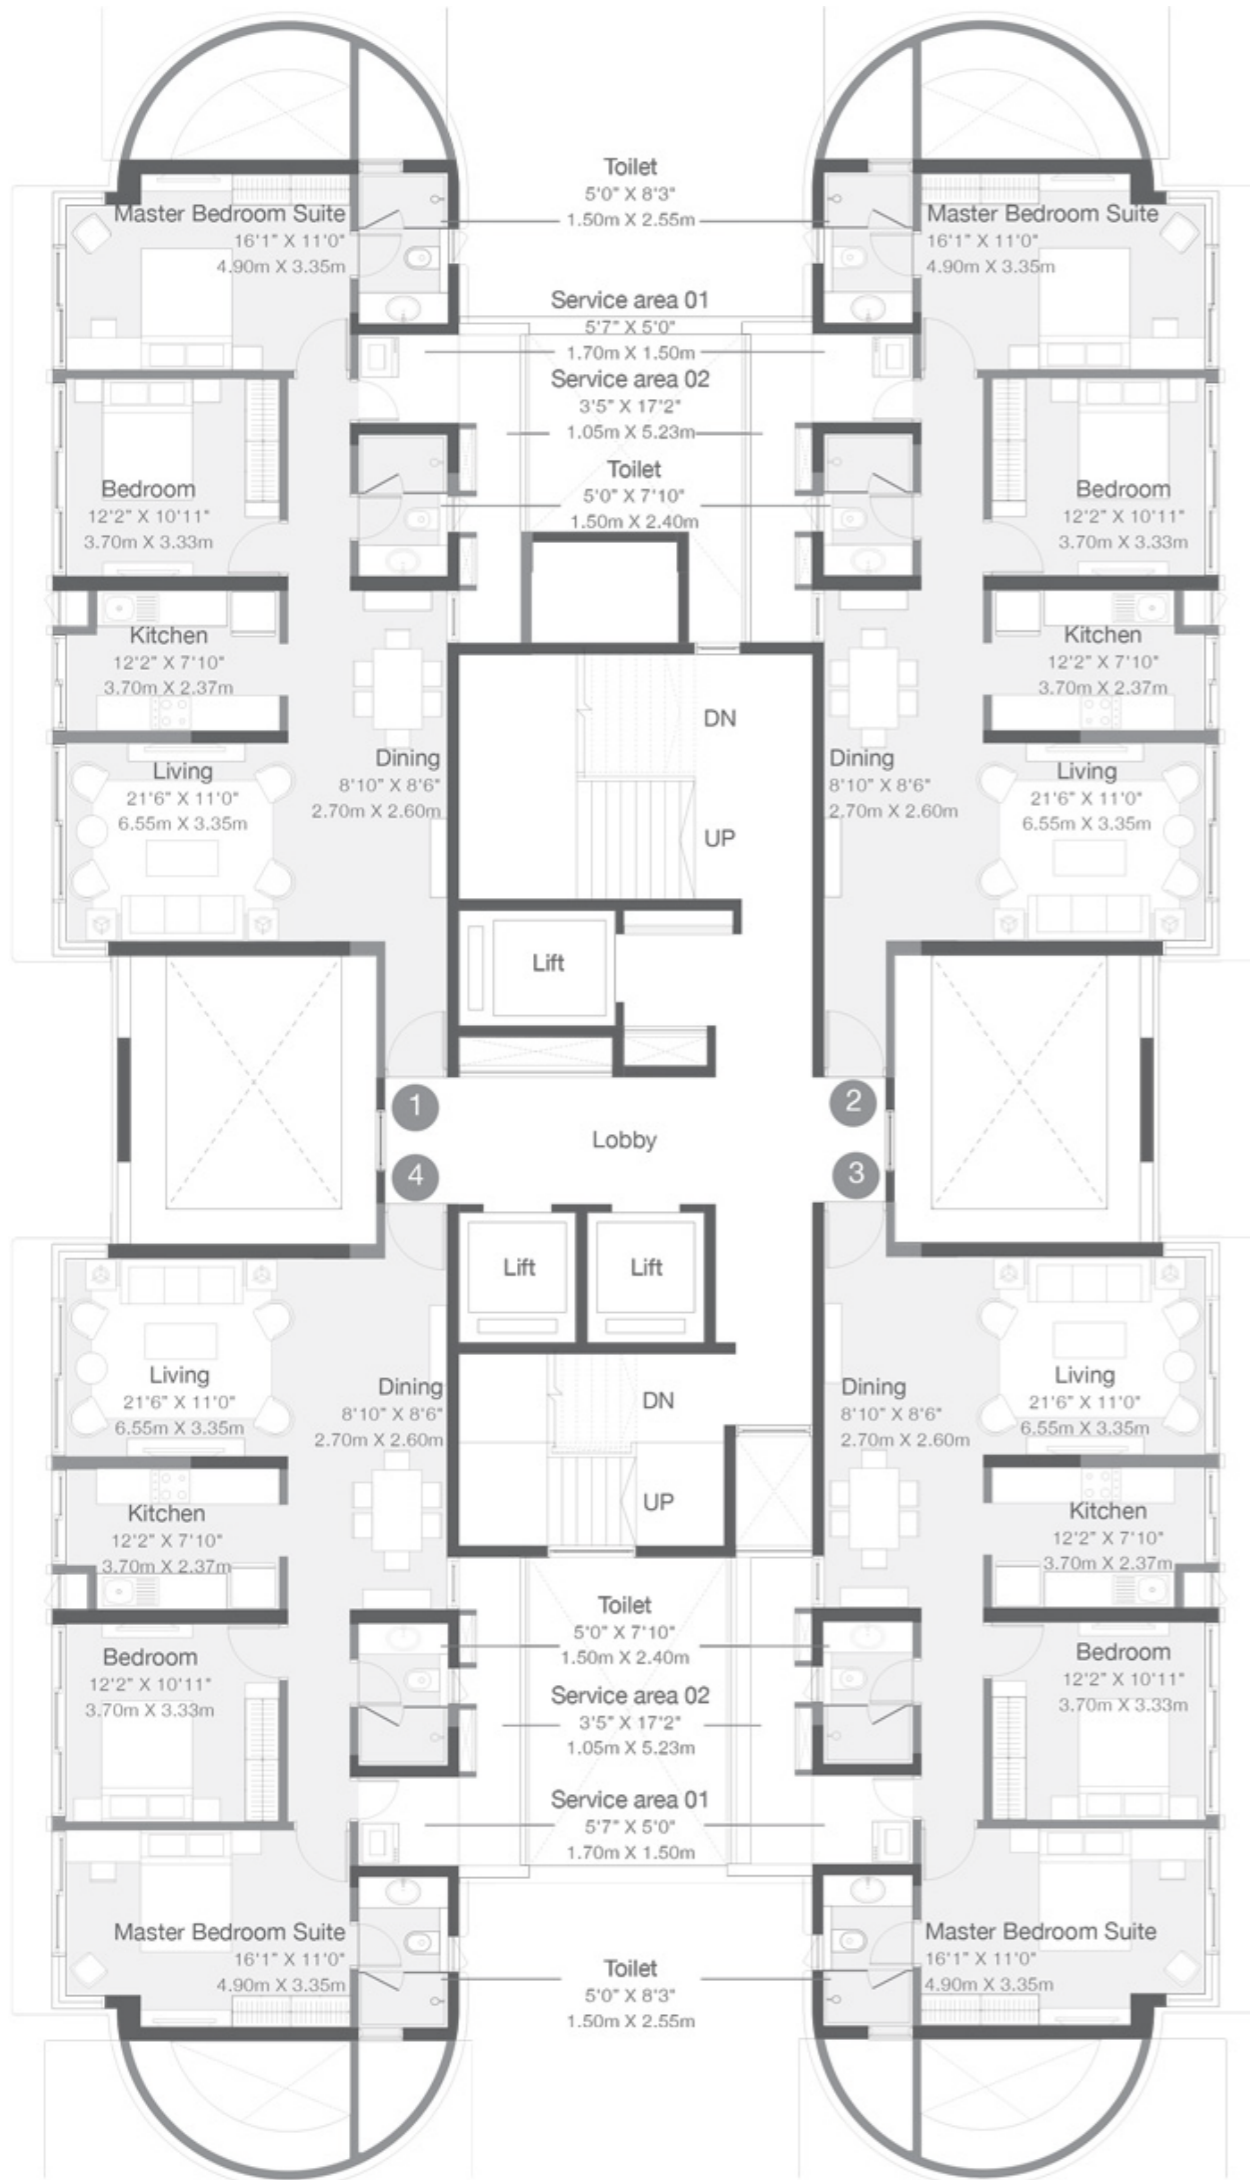 Toilet
5'0" X 8'3"
1.50m X 2.55m
Master Bedroom Suite
16'1" X 11'0"
4.90m X 3.35m
Master Bedroom Suite
16'1" X 11'0"
4.90m X 3.35m
Service area 01
5'7" X 5'0"
1.70m X 1.50m
Service area 02
3'5" X 17'2"
1.05m X 5.23m
Toilet
5'0" X 7'10"
1.50m X 2.40m
Bedroom
12'2" X 10'11"
3.70m X 3.33m
Bedroom
12'2" X 10'11"
3.70m X 3.33m
Kitchen
12'2" X 7'10"
3.70m X 2.37m
Kitchen
12'2" X 7'10"
3.70m X 2.37m
DN
UP
Dining
8'10" X 8'6"
2.70m X 2.60m
Dining
8'10" X 8'6"
2.70m X 2.60m
Living
21'6" X 11'0"
6.55m X 3.35m
Living
21'6" X 11'0"
6.55m X 3.35m
Lift
1
2
Lobby
4
3
Lift
Lift
Living
21'6" X 11'0"
6.55m X 3.35m
Dining
8'10" X 8'6"
2.70m X 2.60m
DN
UP
Dining
8'10" X 8'6"
2.70m X 2.60m
Living
21'6" X 11'0"
6.55m X 3.35m
Kitchen
12'2" X 7'10"
3.70m X 2.37m
Kitchen
12'2" X 7'10"
3.70m X 2.37m
Toilet
5'0" X 7'10"
1.50m X 2.40m
Bedroom
12'2" X 10'11"
3.70m X 3.33m
Bedroom
12'2" X 10'11"
3.70m X 3.33m
Service area 02
3'5" X 17'2"
1.05m X 5.23m
Service area 01
5'7" X 5'0"
1.70m X 1.50m
Master Bedroom Suite
16'1" X 11'0"
4.90m X 3.35m
Master Bedroom Suite
16'1" X 11'0"
4.90m X 3.35m
Toilet
5'0" X 8'3"
1.50m X 2.55m